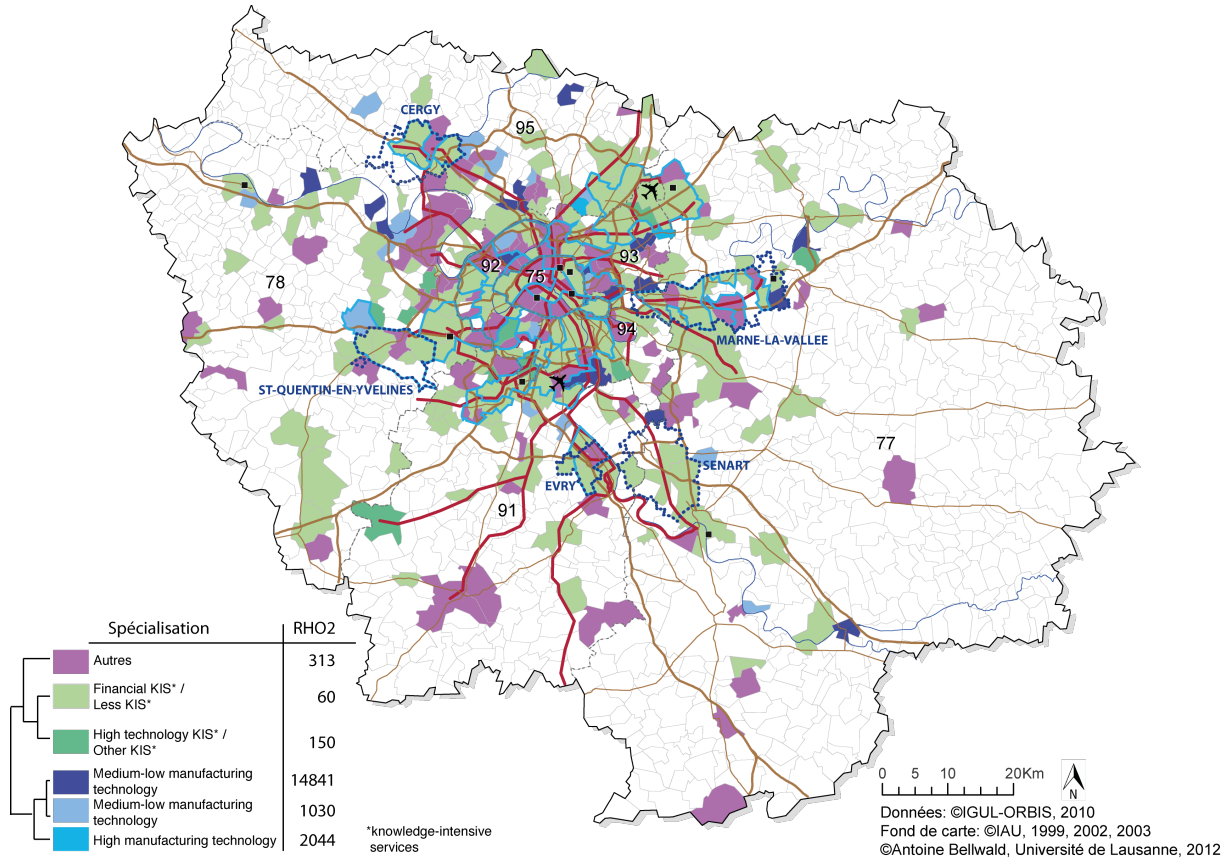 CERGY
95
93
92
75
78
94
MARNE-LA-VALLEE
ST-QUENTIN-EN-YVELINES
77
SENART
EVRY
91
Spécialisation RHO2
Autres 313
Financial KIS* /
Less KIS* 60
High technology KIS* /
Other KIS* 150
Medium-low manufacturing
technology 14841
Medium-low manufacturing
technology 1030
High manufacturing technology 2044
*knowledge-intensive
services
0 5 10 20Km
N
Données: ©IGUL-ORBIS, 2010
Fond de carte: ©IAU, 1999, 2002, 2003
©Antoine Bellwald, Université de Lausanne, 2012